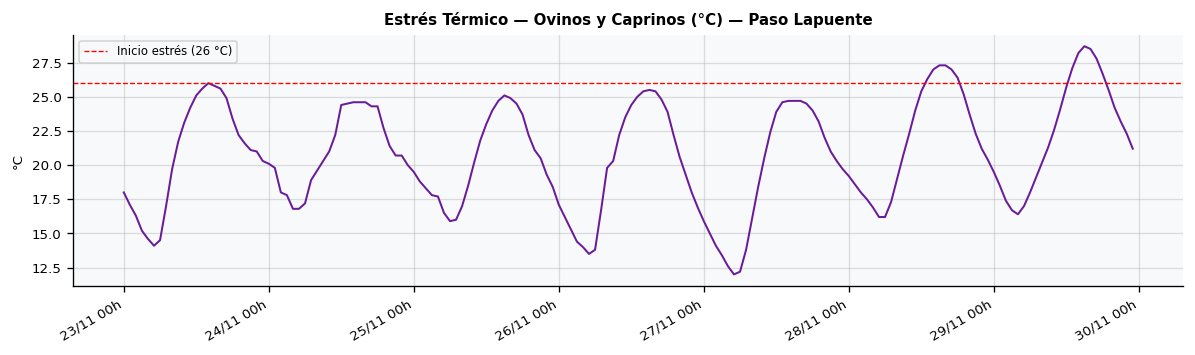 Estrés Térmico — Ovinos y Caprinos (°C) — Paso Lapuente
Inicio estrés (26 °C)
°C
27.5
25.0
22.5
20.0
17.5
15.0
12.5
23/11 00h
24/11 00h
25/11 00h
26/11 00h
27/11 00h
28/11 00h
29/11 00h
30/11 00h